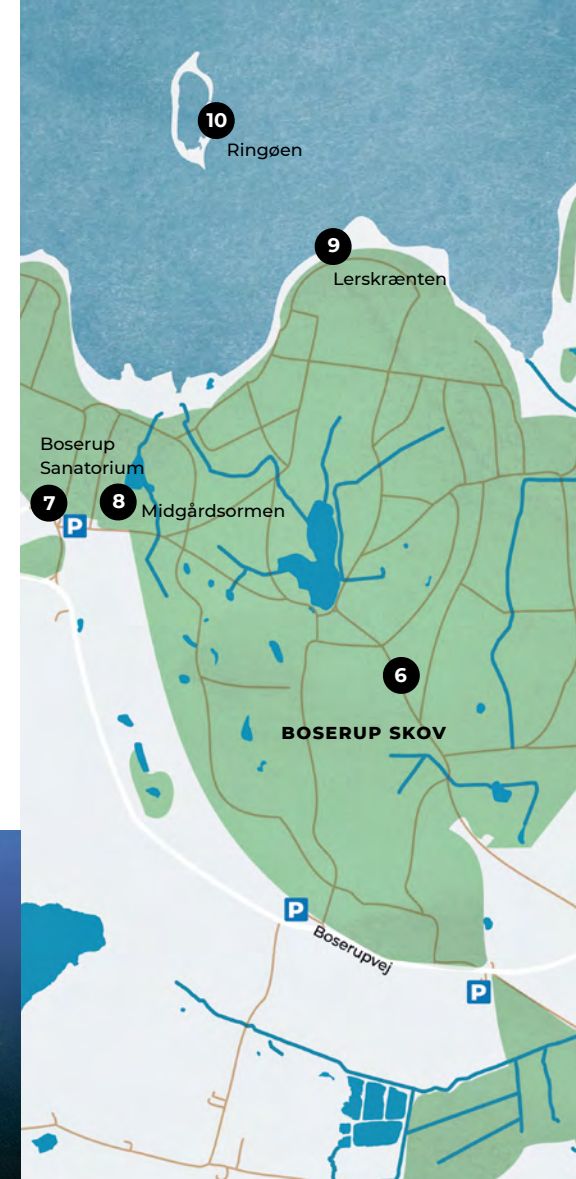 10
Ringøen
9
Lerskrænten
Boserup
Sanatorium
7
P
8
Midgårdsormen
6
BOSERUP SKOV
P
Boserupvej
P